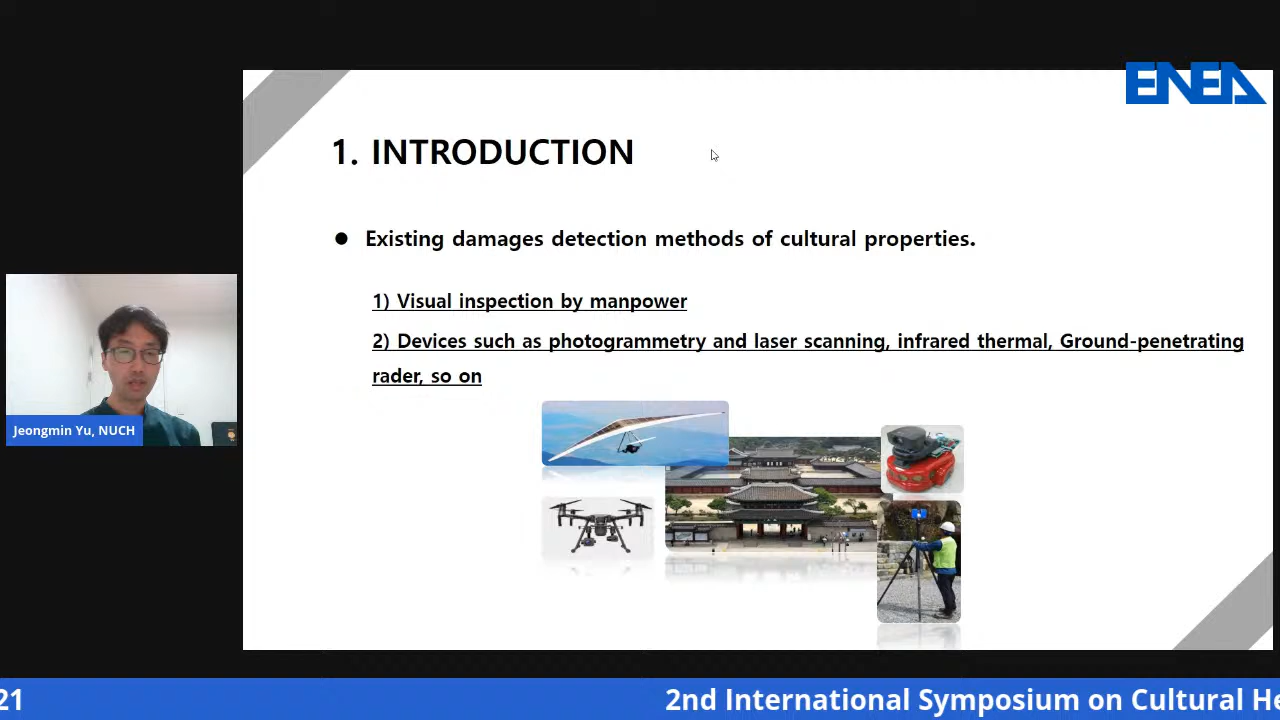 ENEA
1. INTRODUCTION
● Existing damages detection methods of cultural properties.
1) Visual inspection by manpower
2) Devices such as photogrammetry and laser scanning, infrared thermal, Ground-penetrating
rader, so on
Jeongmin Yu, NUCH
21 2nd International Symposium on Cultural He